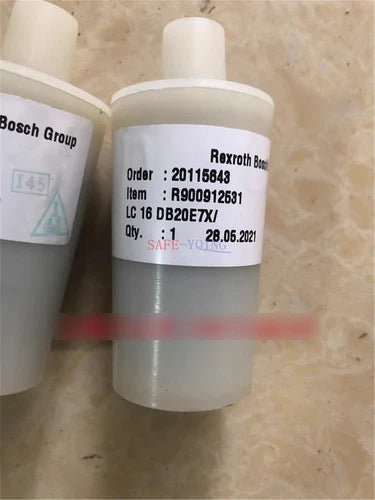 Bosch Group
I45
Rexroth Bosch
Order : 20115643
Item : R900912531
LC 16 DB20E7X/
Qty. : 1 28.05.2021
SAFE-YQING